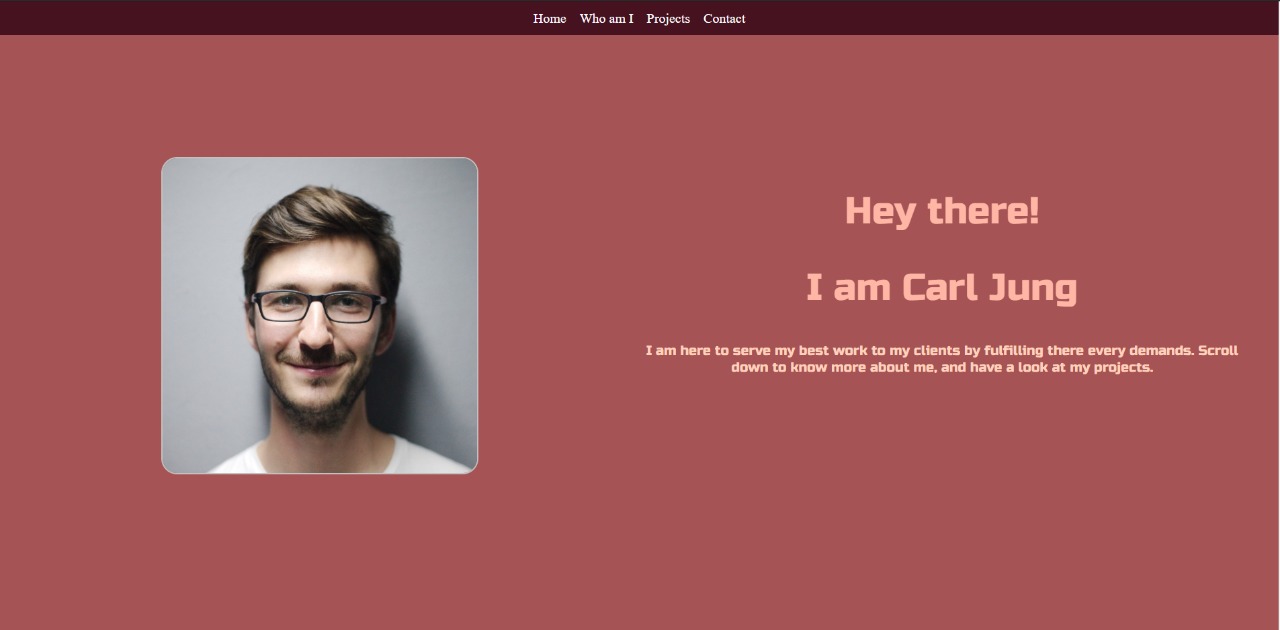 Home Who am I Projects Contact
Hey there!
I am Carl Jung
I am here to serve my best work to my clients by fulfilling there every demands. Scroll
down to know more about me, and have a look at my projects.